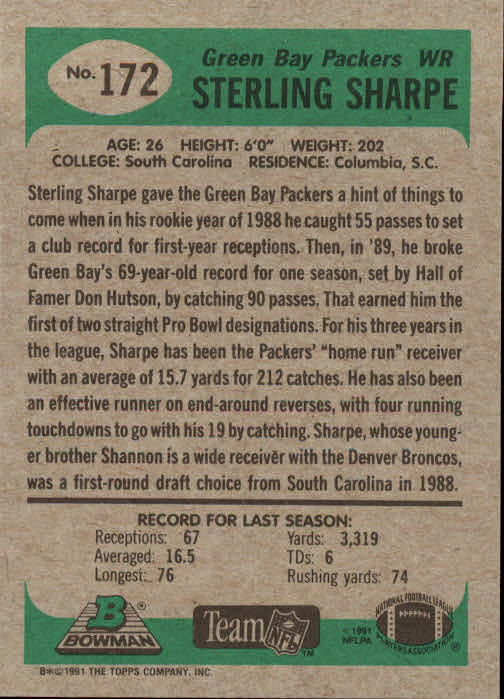 Green Bay Packers WR
No. 172
STERLING SHARPE
AGE: 26 HEIGHT: 6'0" WEIGHT: 202
COLLEGE: South Carolina RESIDENCE: Columbia, S.C.
Sterling Sharpe gave the Green Bay Packers a hint of things to
come when in his rookie year of 1988 he caught 55 passes to set
a club record for first-year receptions. Then, in '89, he broke
Green Bay's 69-year-old record for one season, set by Hall of
Famer Don Hutson, by catching 90 passes. That earned him the
first of two straight Pro Bowl designations. For his three years in
the league, Sharpe has been the Packers' "home run" receiver
with an average of 15.7 yards for 212 catches. He has also been
an effective runner on end-around reverses, with four running
touchdowns to go with his 19 by catching. Sharpe, whose young-
er brother Shannon is a wide receiver with the Denver Broncos,
was a first-round draft choice from South Carolina in 1988.
RECORD FOR LAST SEASON:
Receptions: 67 Yards: 3,319
Averaged: 16.5 TDs: 6
Longest: 76 Rushing yards: 74
B®
BOWMAN
Team NFL™
© 1991
NFLPA
NATIONAL FOOTBALL LEAGUE
PLAYERS ASSOCIATION®
B*©1991 THE TOPPS COMPANY, INC.